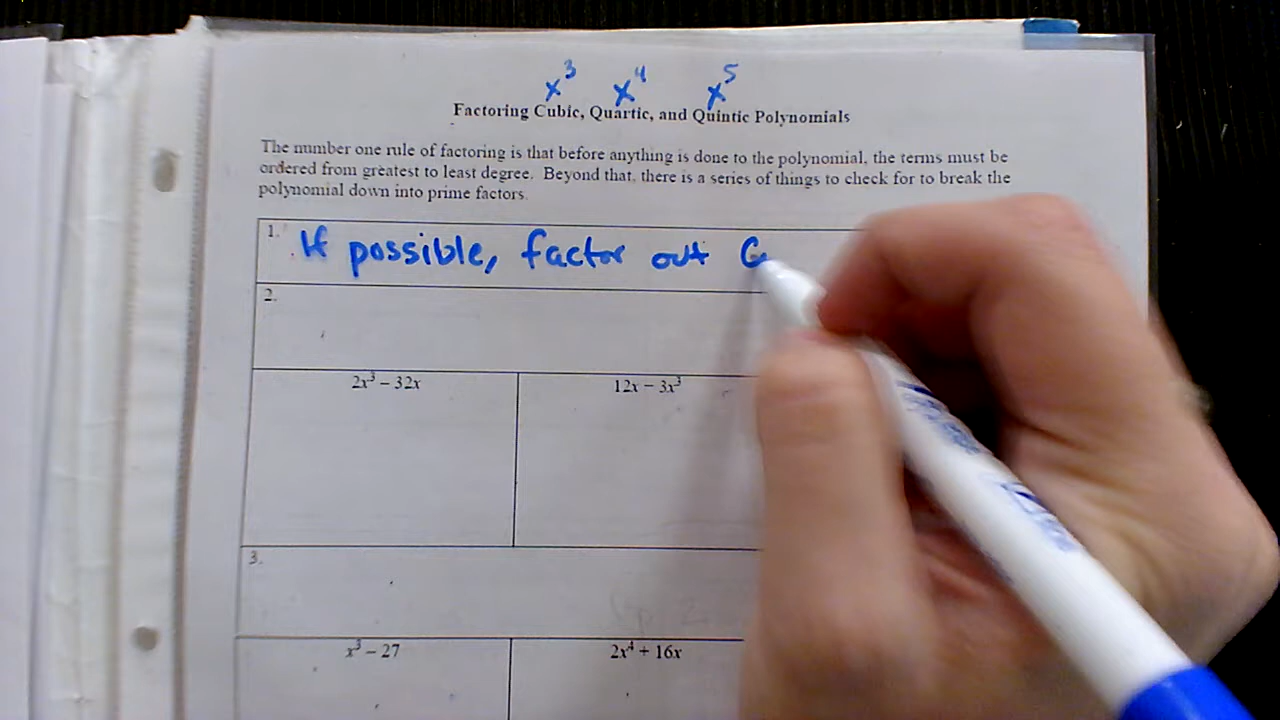 x³ x⁴ x⁵
Factoring Cubic, Quartic, and Quintic Polynomials
The number one rule of factoring is that before anything is done to the polynomial, the terms must be
ordered from greatest to least degree. Beyond that, there is a series of things to check for to break the
polynomial down into prime factors.
1. If possible, factor out G
2.
2x³ – 32x 12x – 3x³
3.
x³ – 27 2x⁴ + 16x